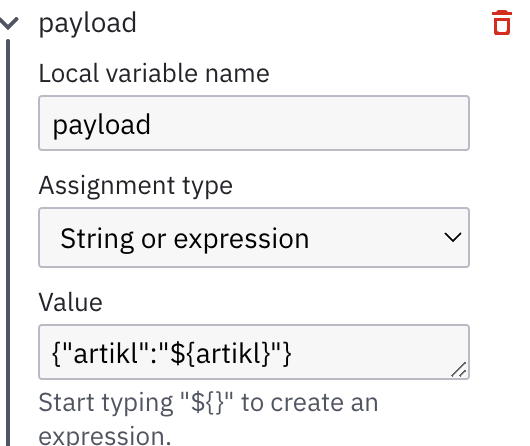 payload
Local variable name
payload
Assignment type
String or expression
Value
{"artikl":"${artikl}"}
Start typing "${}" to create an
expression.